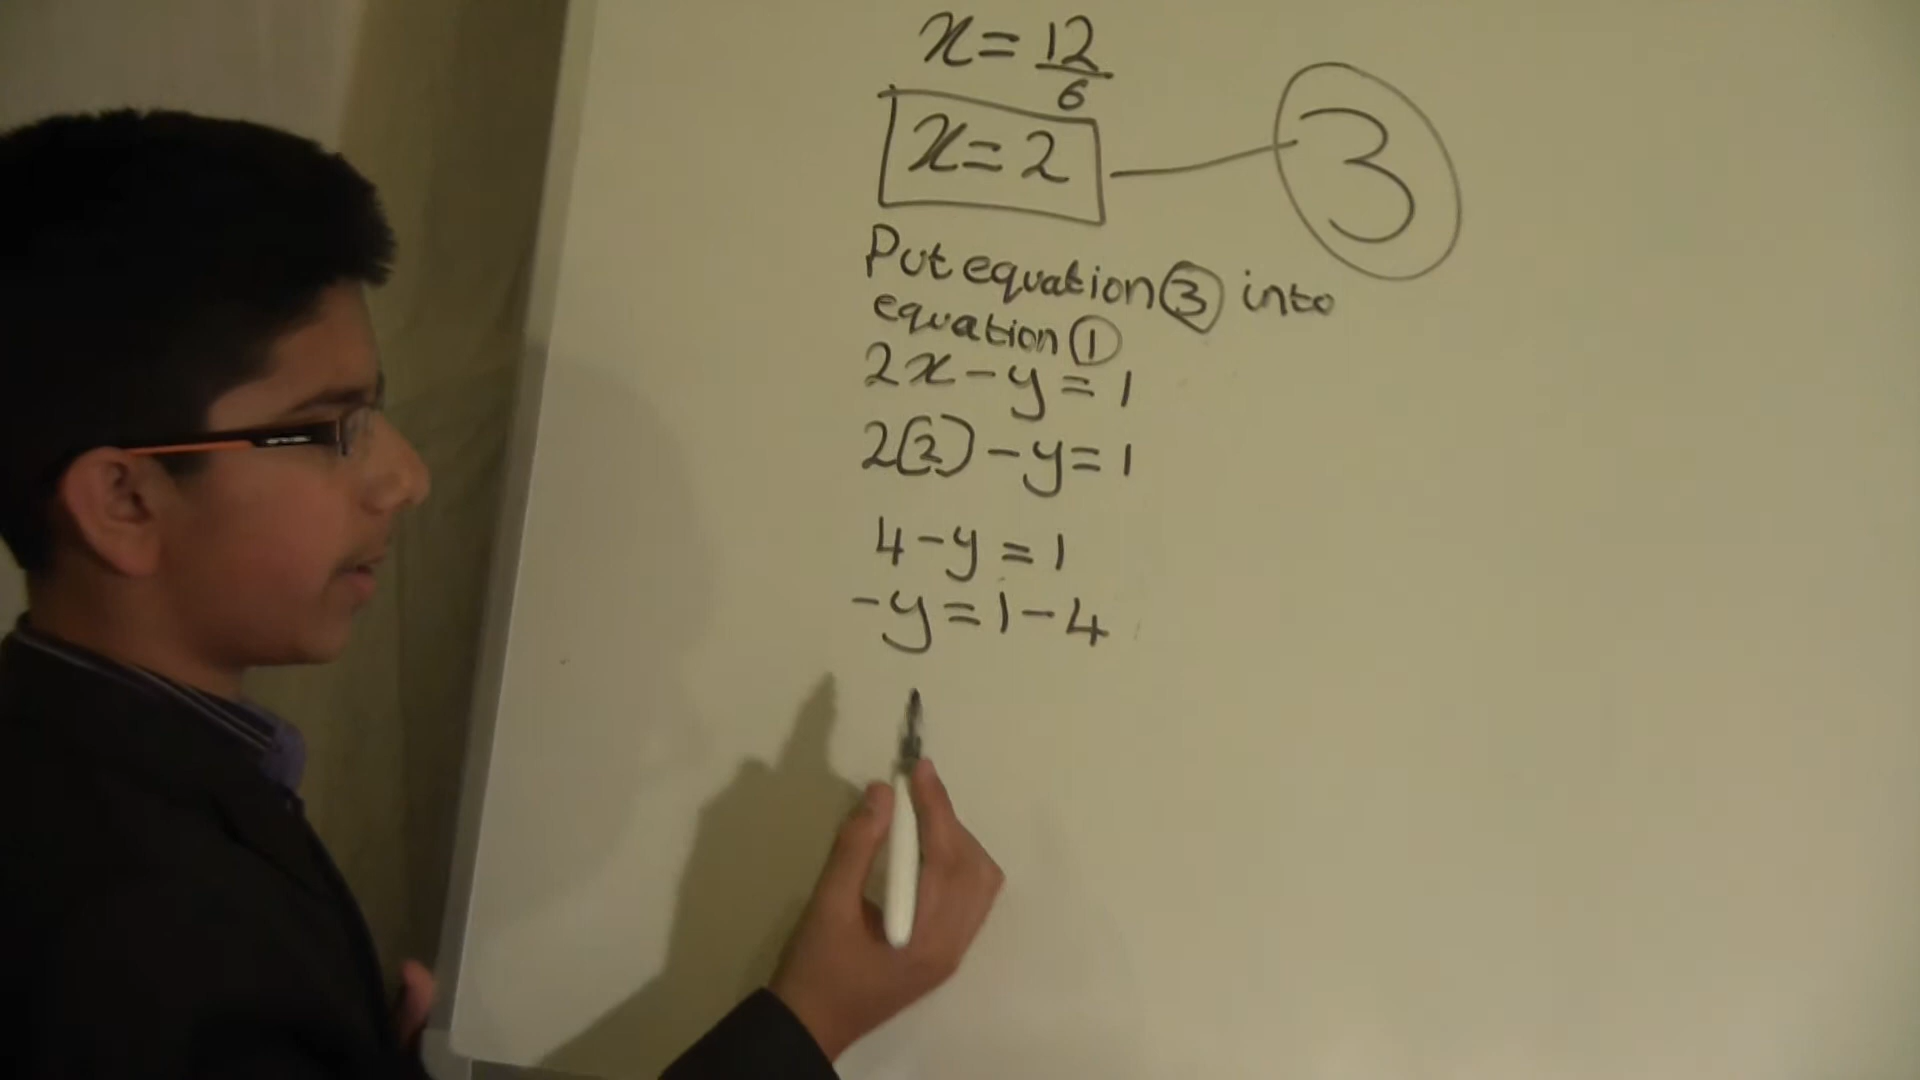 x = 12/6
x = 2
3
Put equation 3 into
equation 1
2x - y = 1
2(2) - y = 1
4 - y = 1
- y = 1 - 4